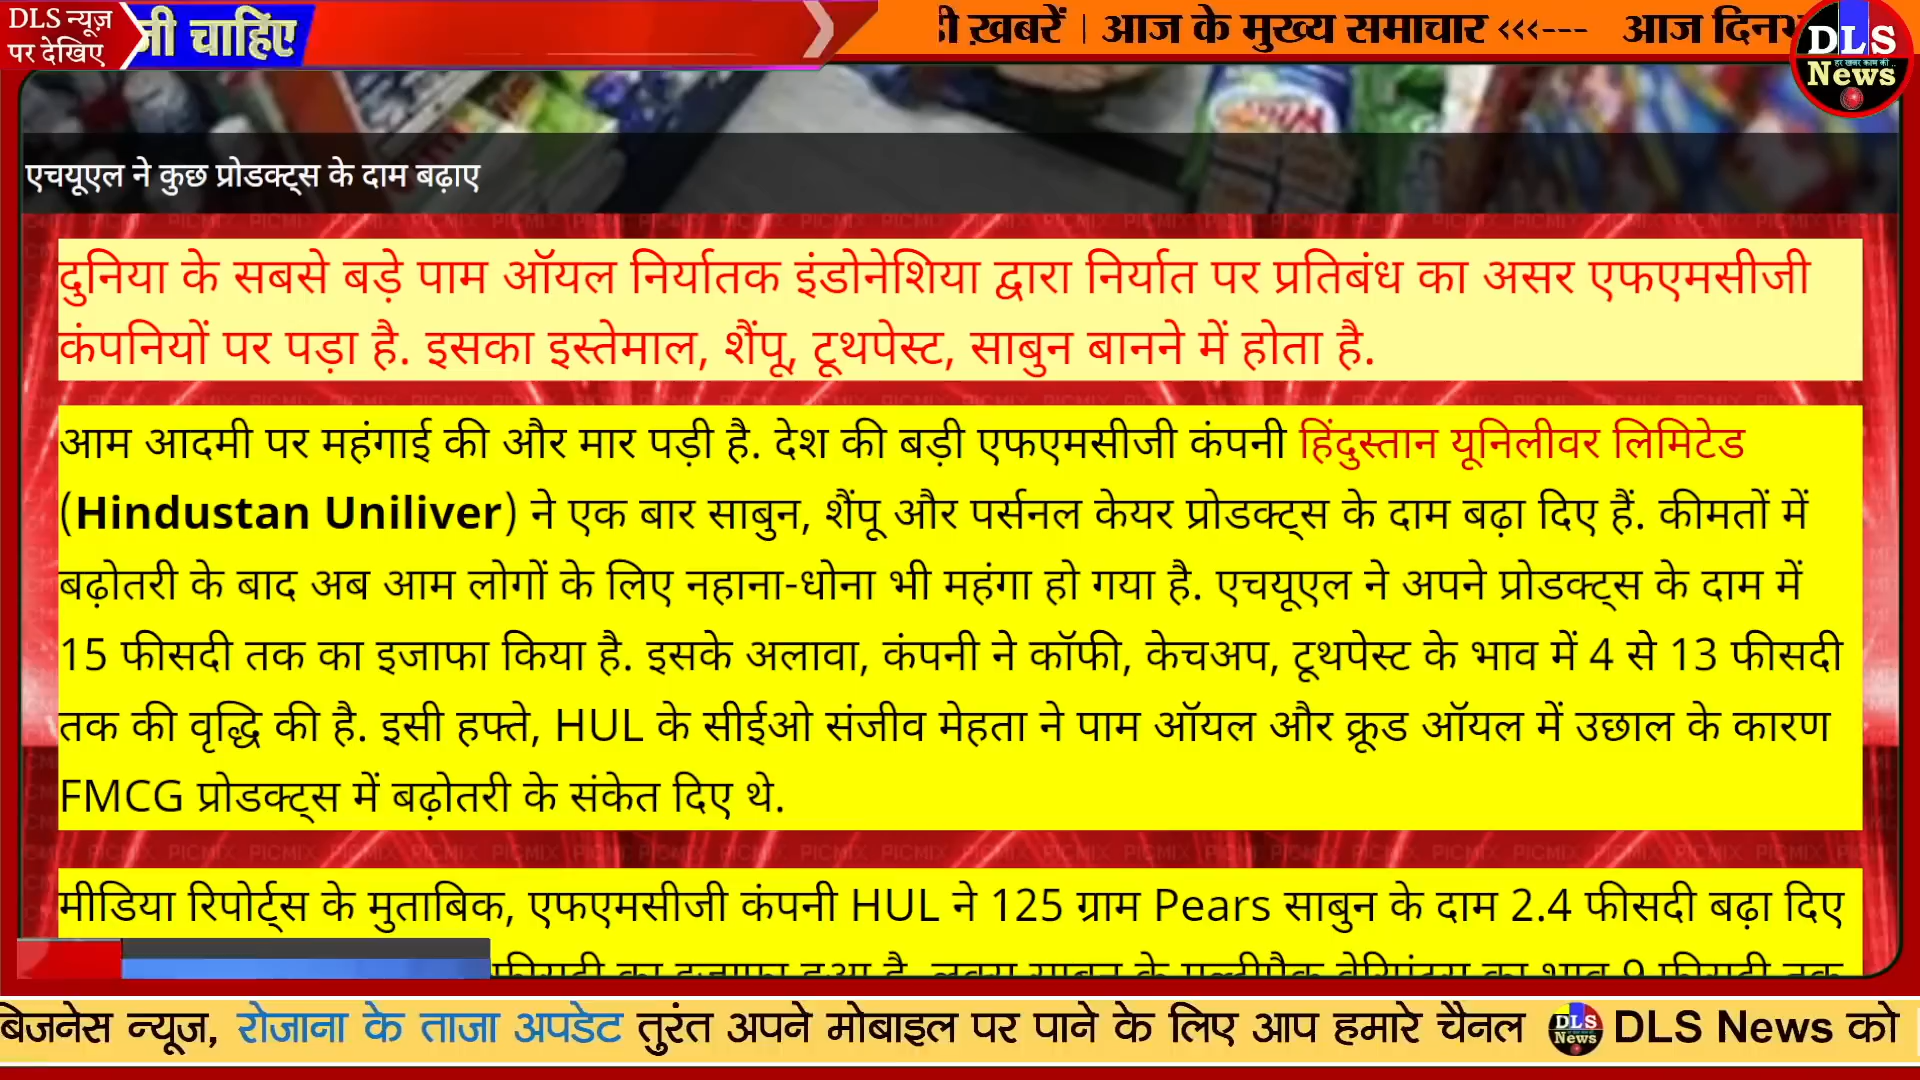 DLS न्यूज़
पर देखिए
चाहिंए
ख़बरें | आज के मुख्य समाचार ‹‹‹--- आज
DLS
News
एचयूएल ने कुछ प्रोडक्ट्स के दाम बढ़ाए
दुनिया के सबसे बड़े पाम ऑयल निर्यातक इंडोनेशिया द्वारा निर्यात पर प्रतिबंध का असर एफएमसीजी
कंपनियों पर पड़ा है. इसका इस्तेमाल, शैंपू, टूथपेस्ट, साबुन बानने में होता है.
आम आदमी पर महंगाई की और मार पड़ी है. देश की बड़ी एफएमसीजी कंपनी हिंदुस्तान यूनिलीवर लिमिटेड
(Hindustan Uniliver) ने एक बार साबुन, शैंपू और पर्सनल केयर प्रोडक्ट्स के दाम बढ़ा दिए हैं. कीमतों में
बढ़ोतरी के बाद अब आम लोगों के लिए नहाना-धोना भी महंगा हो गया है. एचयूएल ने अपने प्रोडक्ट्स के दाम में
15 फीसदी तक का इजाफा किया है. इसके अलावा, कंपनी ने कॉफी, केचअप, टूथपेस्ट के भाव में 4 से 13 फीसदी
तक की वृद्धि की है. इसी हफ्ते, HUL के सीईओ संजीव मेहता ने पाम ऑयल और क्रूड ऑयल में उछाल के कारण
FMCG प्रोडक्ट्स में बढ़ोतरी के संकेत दिए थे.
मीडिया रिपोर्ट्स के मुताबिक, एफएमसीजी कंपनी HUL ने 125 ग्राम Pears साबुन के दाम 2.4 फीसदी बढ़ा दिए
बिजनेस न्यूज, रोजाना के ताजा अपडेट तुरंत अपने मोबाइल पर पाने के लिए आप हमारे चैनल DLS News DLS News को